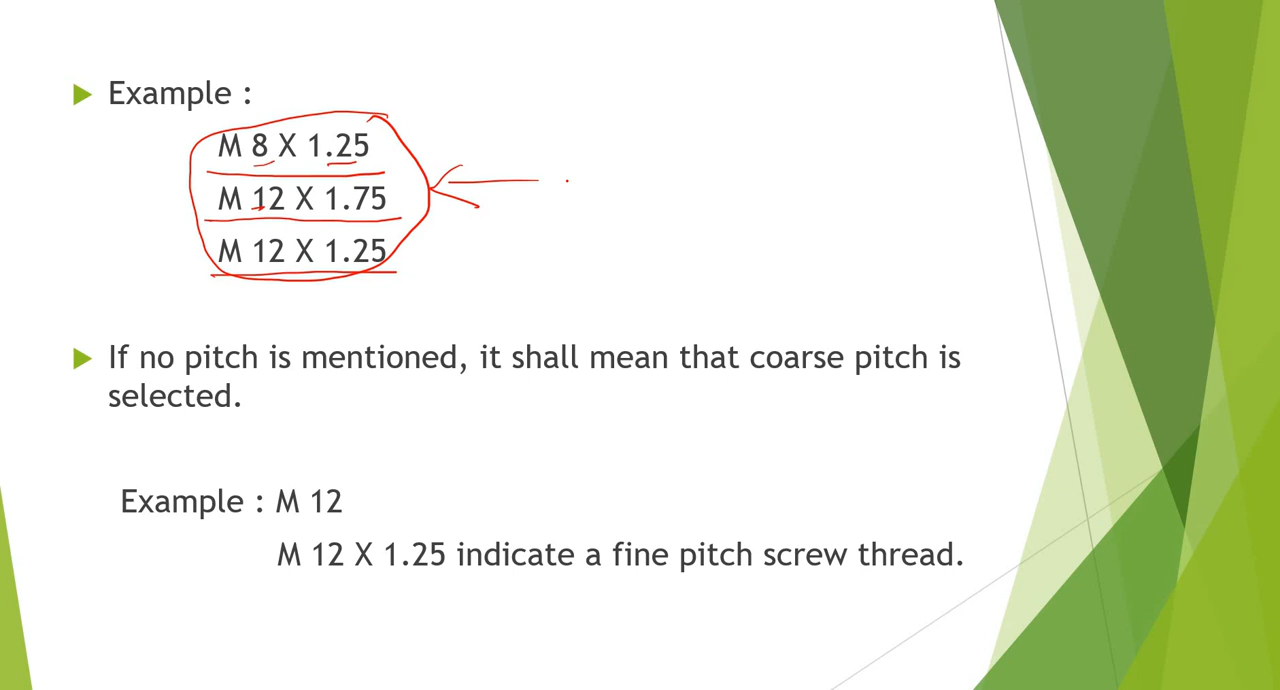 Example :
M 8 X 1.25
M 12 X 1.75
M 12 X 1.25
If no pitch is mentioned, it shall mean that coarse pitch is
selected.
Example : M 12
M 12 X 1.25 indicate a fine pitch screw thread.